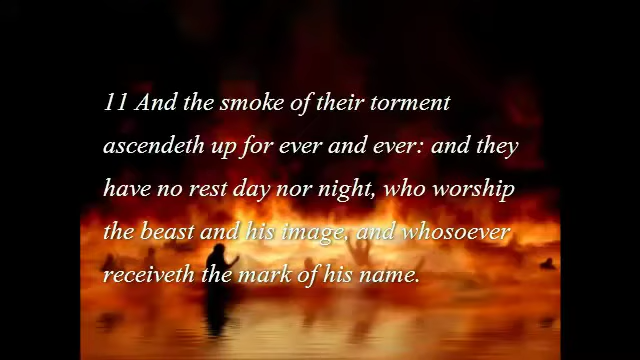 11 And the smoke of their torment
ascendeth up for ever and ever: and they
have no rest day nor night, who worship
the beast and his image, and whosoever
receiveth the mark of his name.